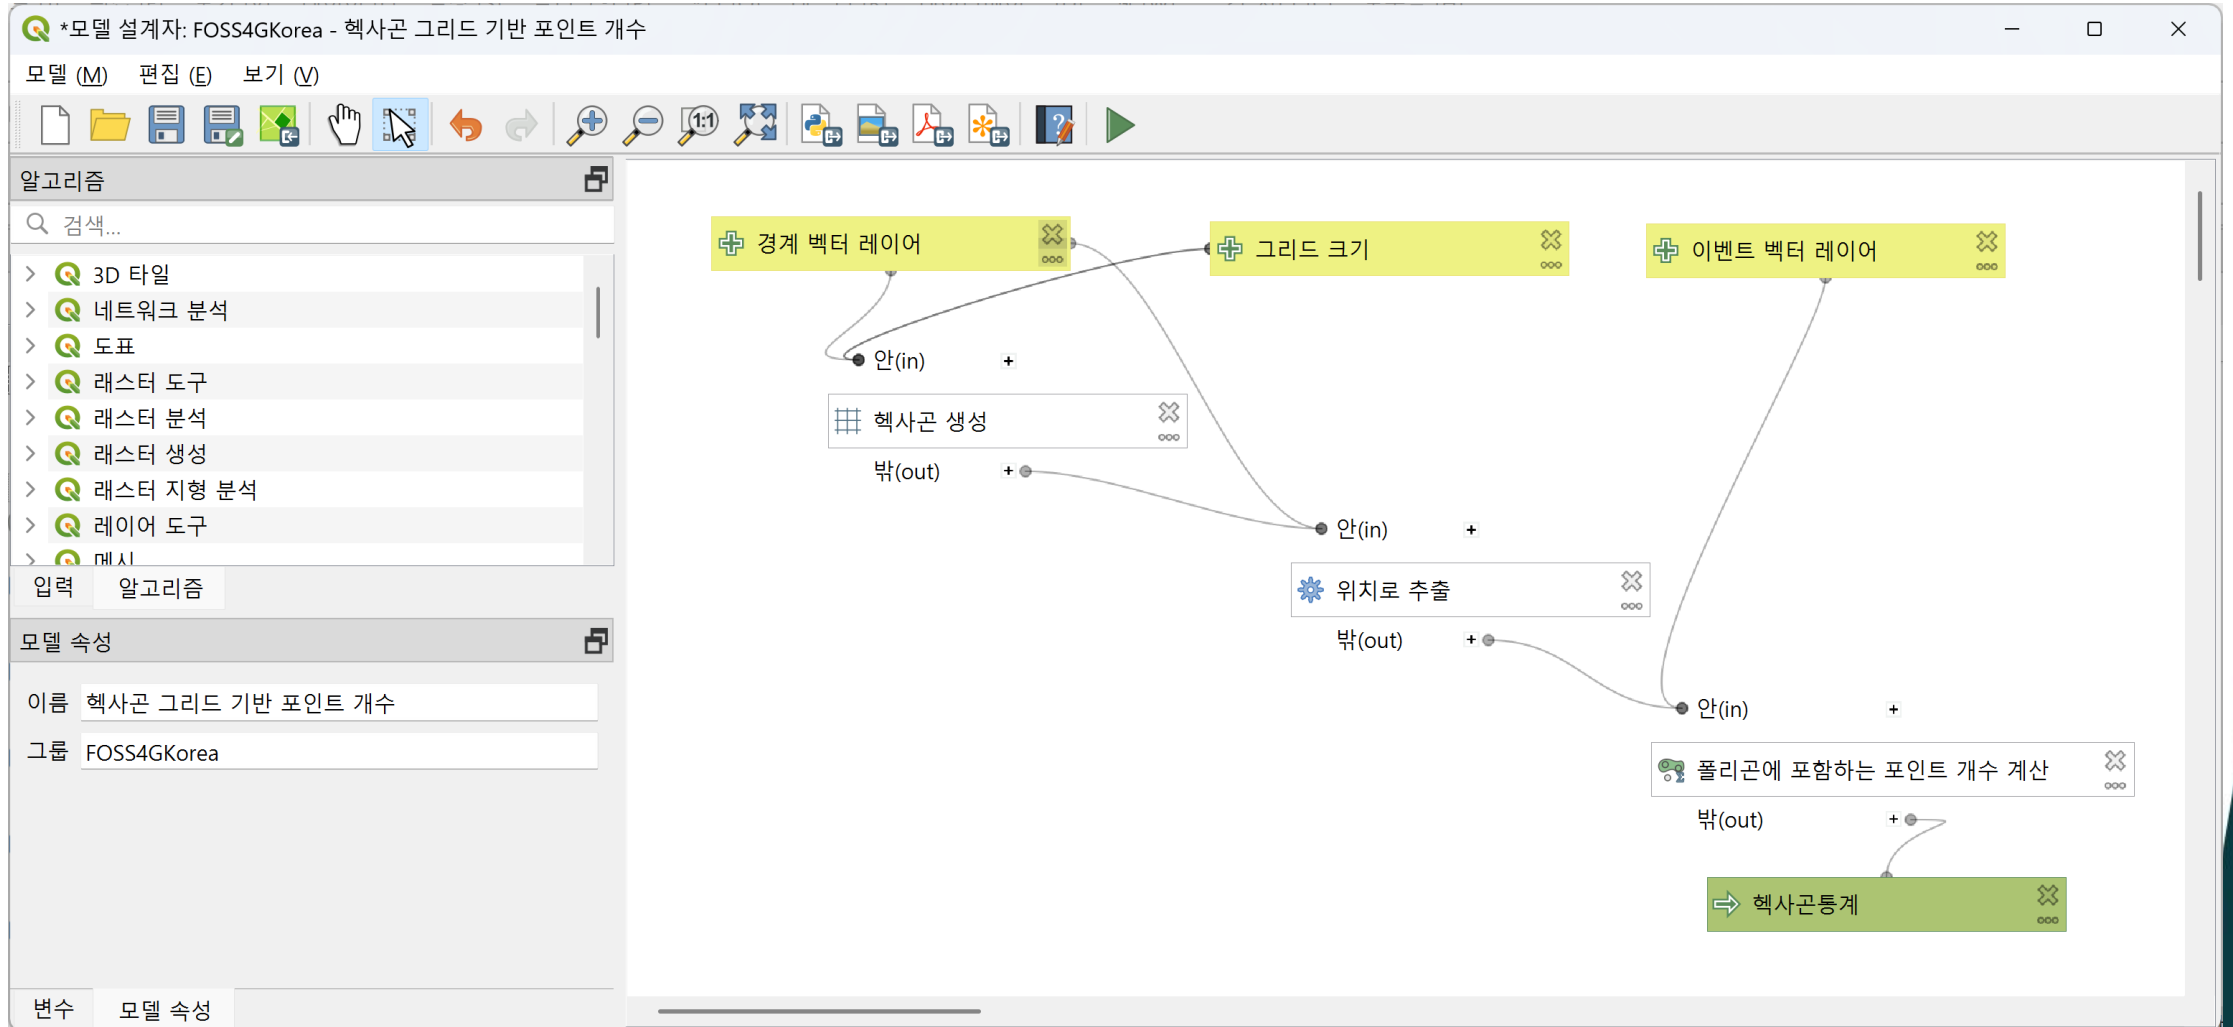 *모델 설계자: FOSS4GKorea - 헥사곤 그리드 기반 포인트 개수
모델 (M) 편집 (E) 보기 (V)
1:1
알고리즘
검색...
3D 타일
네트워크 분석
도표
래스터 도구
래스터 분석
래스터 생성
래스터 지형 분석
레이어 도구
메시
입력 알고리즘
모델 속성
이름 헥사곤 그리드 기반 포인트 개수
그룹 FOSS4GKorea
변수 모델 속성
경계 벡터 레이어
그리드 크기
이벤트 벡터 레이어
안(in)
헥사곤 생성
밖(out)
안(in)
위치로 추출
밖(out)
안(in)
폴리곤에 포함하는 포인트 개수 계산
밖(out)
헥사곤통계